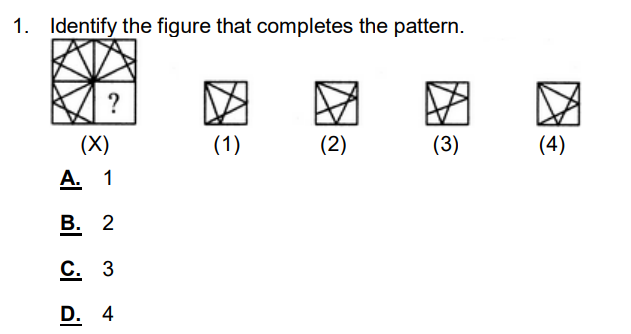 1. Identify the figure that completes the pattern.
?
(X) (1) (2) (3) (4)
A. 1
B. 2
C. 3
D. 4